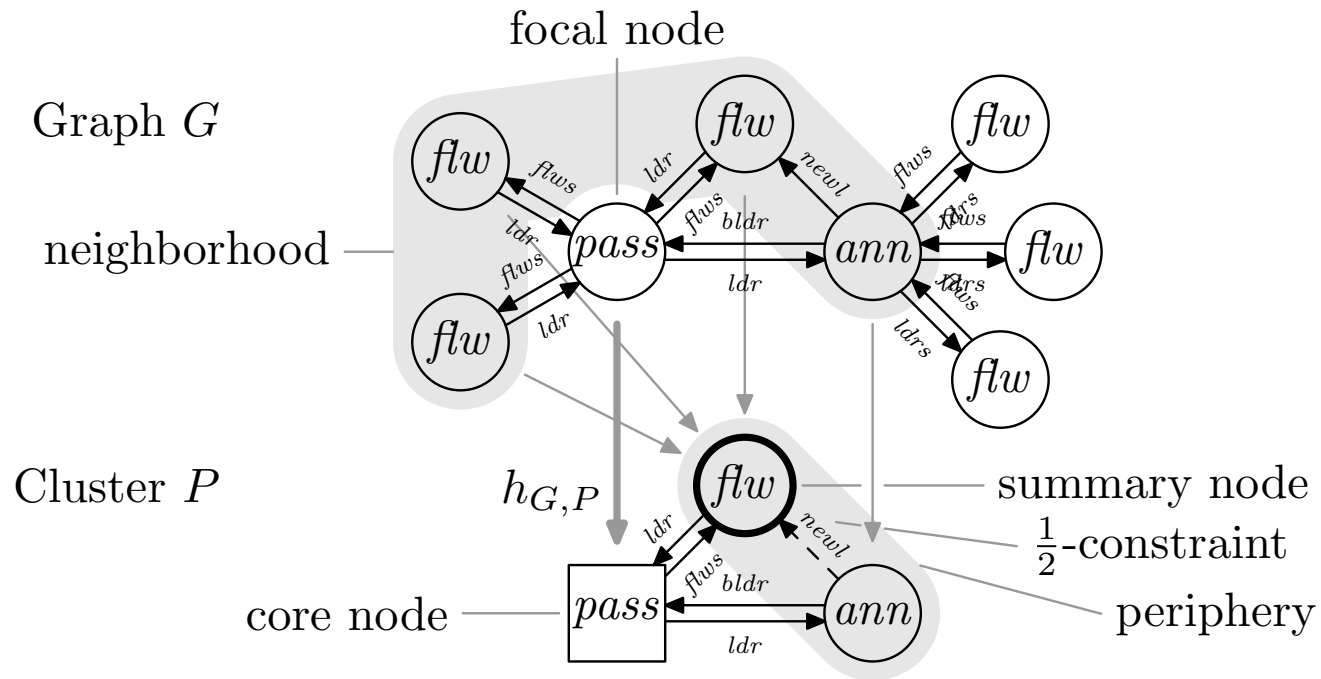 focal node
Graph G
flw
flw
flw
flws
ldr
newl
flws
ldr
flws
bldr
ldrs
flws
neighborhood
pass
ann
flw
flws
ldr
ldrs
flws
flw
ldr
ldrs
flw
Cluster P
h_{G,P}
flw
summary node
ldr
newl
1/2-constraint
flws
bldr
core node
pass
ann
periphery
ldr